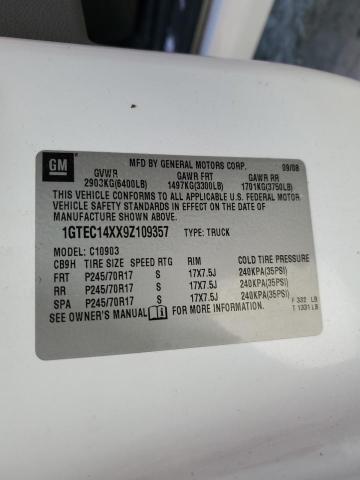 GM
MFD BY GENERAL MOTORS CORP. 09/08
GVWR GAWR FRT GAWR RR
2903KG(6400LB) 1497KG(3300LB) 1701KG(3750LB)
THIS VEHICLE CONFORMS TO ALL APPLICABLE U.S. FEDERAL MOTOR
VEHICLE SAFETY STANDARDS IN EFFECT ON THE DATE OF
MANUFACTURE SHOWN ABOVE.
1GTEC14XX9Z109357 TYPE: TRUCK
MODEL: C10903
CB9H TIRE SIZE SPEED RTG RIM COLD TIRE PRESSURE
FRT P245/70R17 S 17X7.5J 240KPA(35PSI)
RR P245/70R17 S 17X7.5J 240KPA(35PSI)
SPA P245/70R17 S 17X7.5J 240KPA(35PSI)
SEE OWNER'S MANUAL FOR MORE INFORMATION. F 332 LB
T 1331 LB